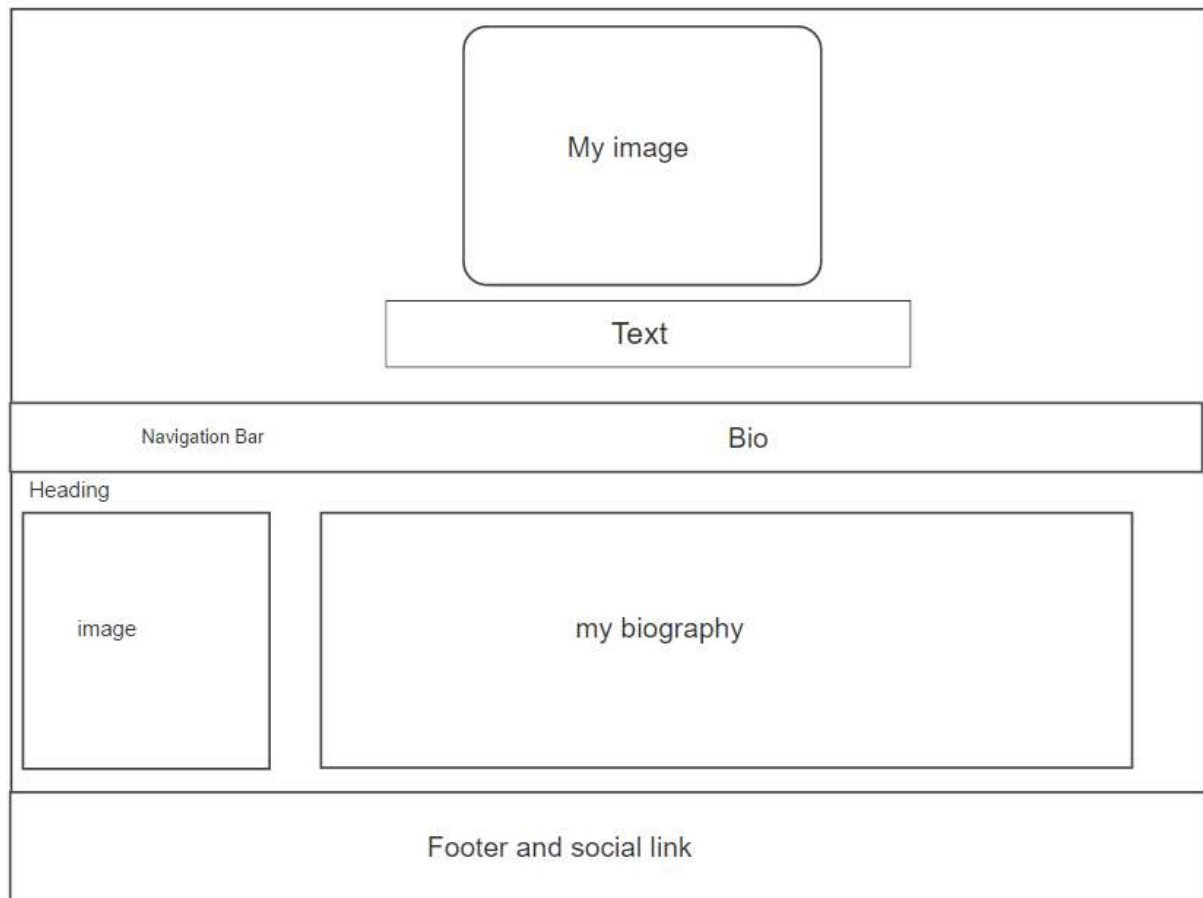 My image
Text
Navigation Bar
Bio
Heading
image
my biography
Footer and social link